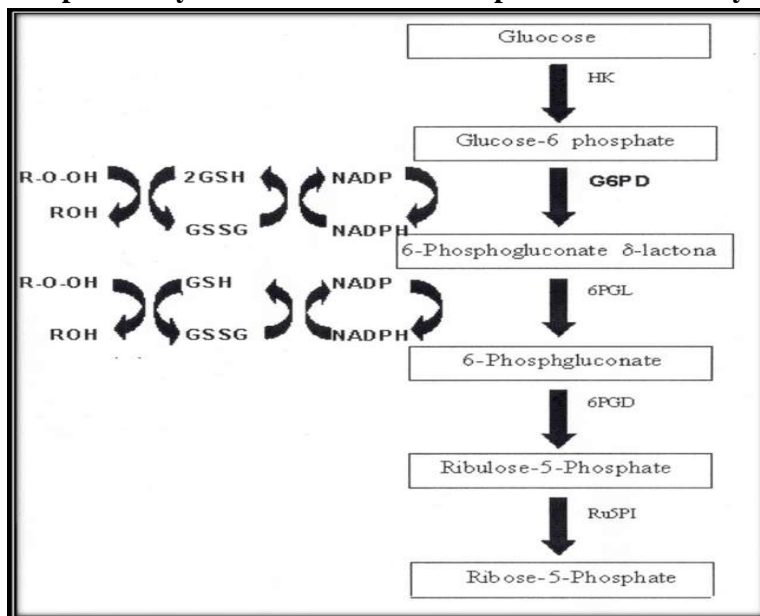 Gluocose
HK
Glucose-6 phosphate
R-O-OH 2GSH NADP G6PD
ROH GSSG NADPH
6-Phosphogluconate δ-lactona
R-O-OH GSH NADP 6PGL
ROH GSSG NADPH
6-Phosphgluconate
6PGD
Ribulose-5-Phosphate
Ru5PI
Ribose-5-Phosphate